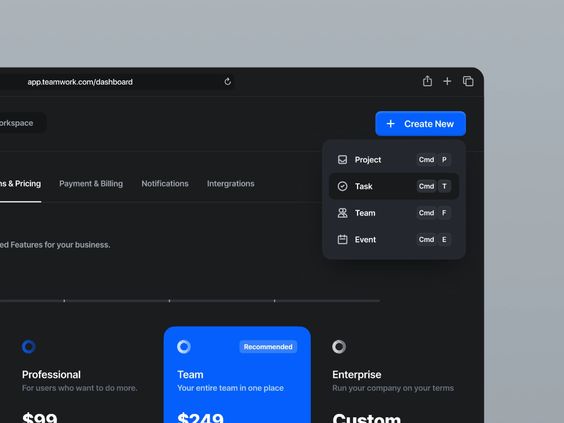 app.teamwork.com/dashboard
orkspace
Create New
Project Cmd P
Task Cmd T
Team Cmd F
Event Cmd E
s & Pricing Payment & Billing Notifications Intergrations
ed Features for your business.
Recommended
Professional Team Enterprise
For users who want to do more. Your entire team in one place Run your company on your terms
$99 $249 Custom